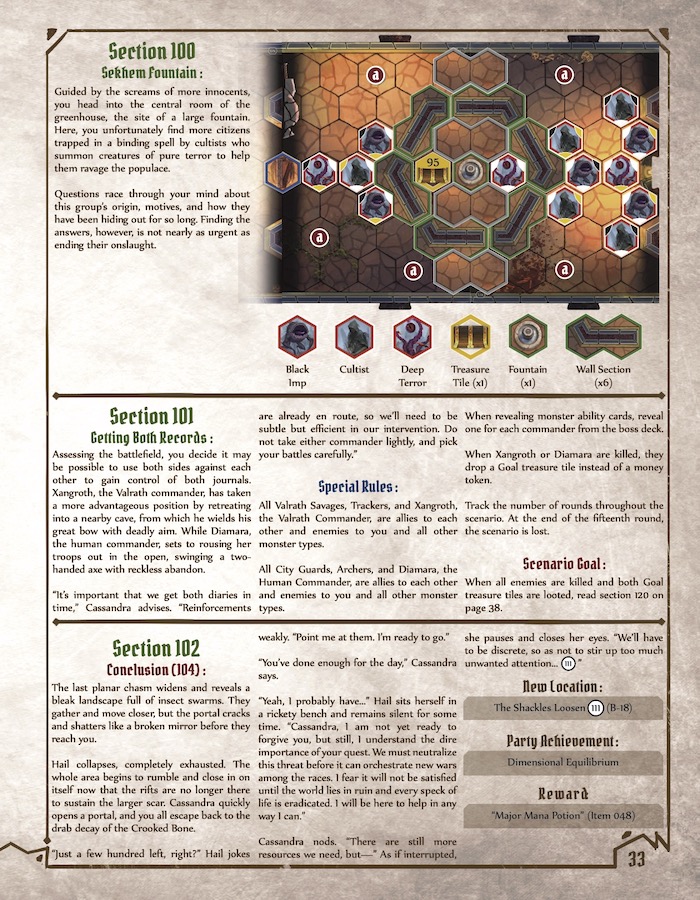 Section 100
Sekhem Fountain:
Guided by the screams of more innocents,
you head into the central room of the
greenhouse, the site of a large fountain.
Here, you unfortunately find more citizens
trapped in a binding spell by cultists who
summon creatures of pure terror to help
them ravage the populace.
Questions race through your mind about
this group's origin, motives, and how they
have been hiding out for so long. Finding the
answers, however, is not nearly as urgent as
ending their onslaught.
a
a
95
a
a
a
Black
Imp
Cultist
Deep
Terror
Treasure
Tile (x1)
Fountain
(x1)
Wall Section
(x6)
Section 101
Getting Both Records:
Assessing the battlefield, you decide it may
be possible to use both sides against each
other to gain control of both journals.
Xangroth, the Valrath commander, has taken
a more advantageous position by retreating
into a nearby cave, from which he wields his
great bow with deadly aim. While Diamara,
the human commander, sets to rousing her
troops out in the open, swinging a two-
handed axe with reckless abandon.
"It's important that we get both diaries in
time," Cassandra advises. "Reinforcements
are already en route, so we'll need to be
subtle but efficient in our intervention. Do
not take either commander lightly, and pick
your battles carefully."
Special Rules:
All Valrath Savages, Trackers, and Xangroth,
the Valrath Commander, are allies to each
other and enemies to you and all other
monster types.
All City Guards, Archers, and Diamara, the
Human Commander, are allies to each other
and enemies to you and all other monster
types.
When revealing monster ability cards, reveal
one for each commander from the boss deck.
When Xangroth or Diamara are killed, they
drop a Goal treasure tile instead of a money
token.
Track the number of rounds throughout the
scenario. At the end of the fifteenth round,
the scenario is lost.
Scenario Goal:
When all enemies are killed and both Goal
treasure tiles are looted, read section 120 on
page 38.
Section 102
Conclusion (104):
The last planar chasm widens and reveals a
bleak landscape full of insect swarms. They
gather and move closer, but the portal cracks
and shatters like a broken mirror before they
reach you.
Hail collapses, completely exhausted. The
whole area begins to rumble and close in on
itself now that the rifts are no longer there
to sustain the larger scar. Cassandra quickly
opens a portal, and you all escape back to the
drab decay of the Crooked Bone.
"Just a few hundred left, right?" Hail jokes
weakly. "Point me at them. I'm ready to go."
"You've done enough for the day," Cassandra
says.
"Yeah, I probably have..." Hail sits herself in
a rickety bench and remains silent for some
time. "Cassandra, I am not yet ready to
forgive you, but still, I understand the dire
importance of your quest. We must neutralize
this threat before it can orchestrate new wars
among the races. I fear it will not be satisfied
until the world lies in ruin and every speck of
life is eradicated. I will be here to help in any
way I can."
Cassandra nods. "There are still more
resources we need, but—" As if interrupted,
she pauses and closes her eyes. "We'll have
to be discrete, so as not to stir up too much
unwanted attention... 111 "
New Location:
The Shackles Loosen 111 (B-18)
Party Achievement:
Dimensional Equilibrium
Reward
"Major Mana Potion" (Item 048)
33